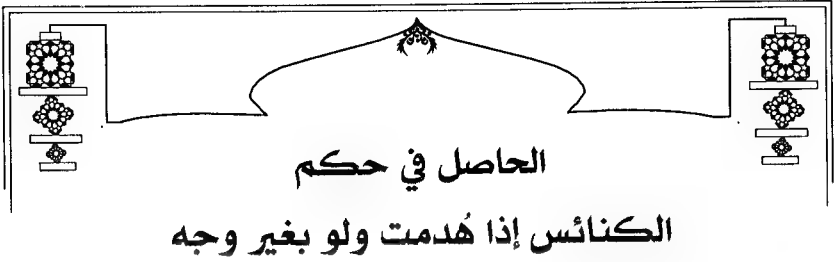 الحاصل في حكم
الكنائس إذا هُدمت ولو بغير وجه